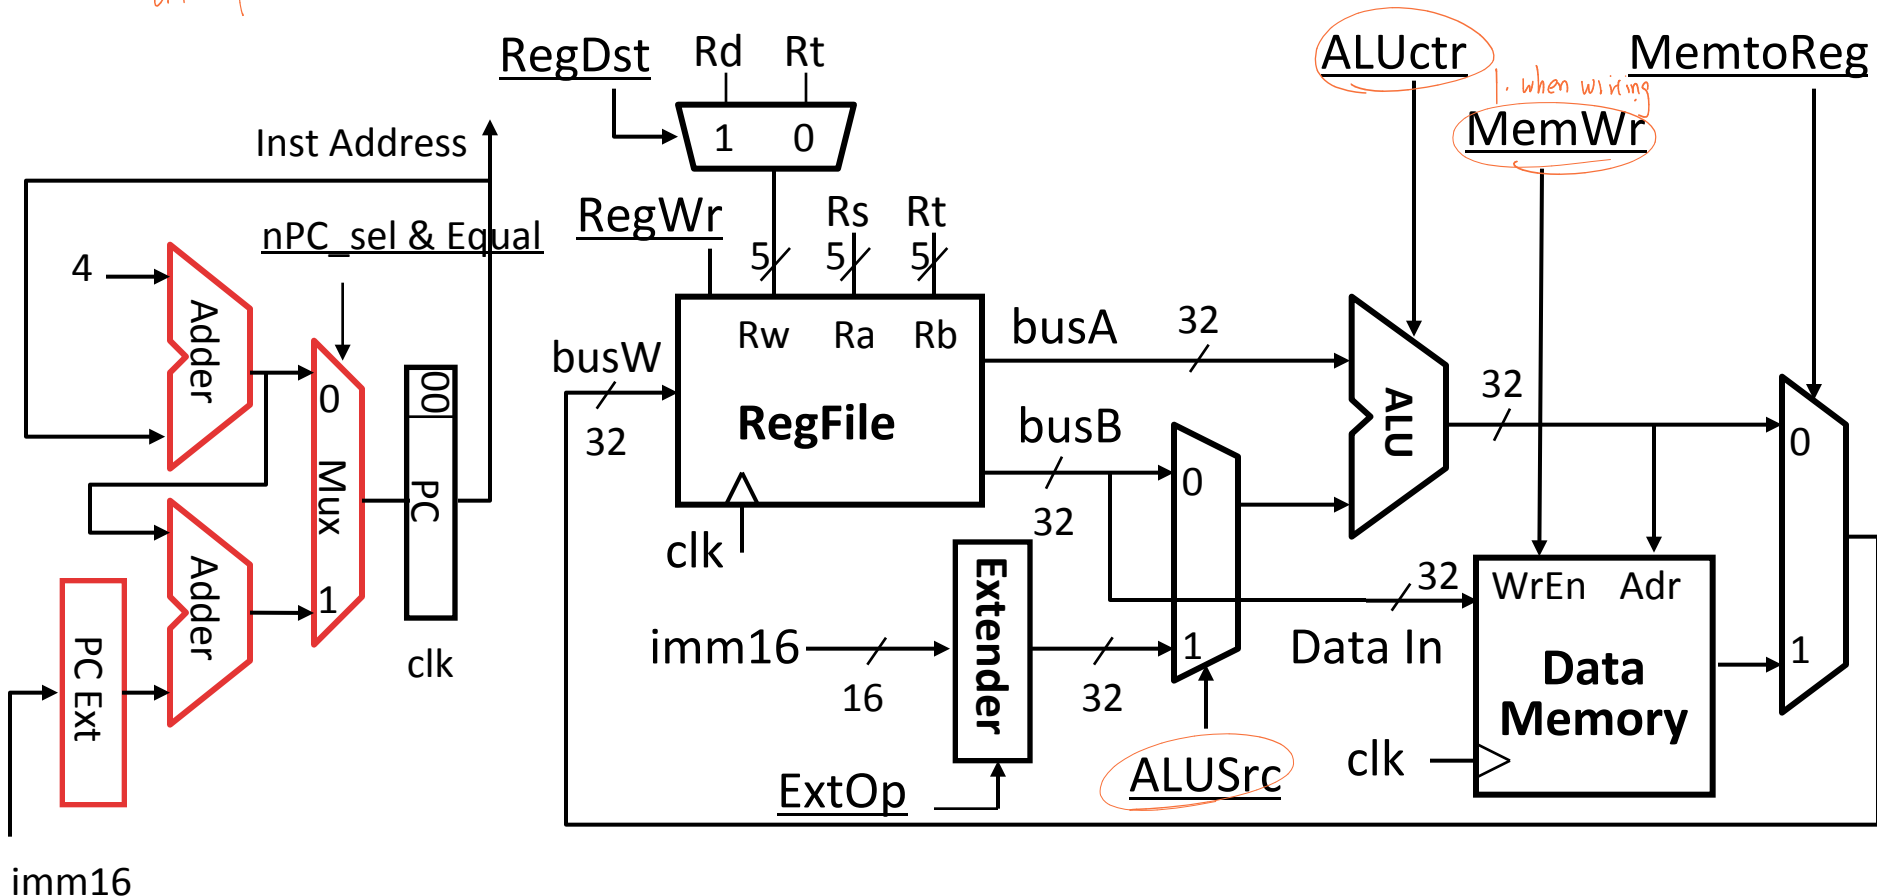 RegDst
Rd Rt
1 0
ALUctr
MemtoReg
1. when writing
MemWr
Inst Address
nPC_sel & Equal
RegWr
Rs Rt
5 5 5
4
Adder
0
Mux
1
00
PC
clk
Adder
PC Ext
imm16
busW
32
Rw Ra Rb
RegFile
clk
busA
32
busB
32
0
1
ALU
32
imm16
16
Extender
32
ExtOp
ALUSrc
32
Data In
WrEn Adr
Data
Memory
clk
0
1